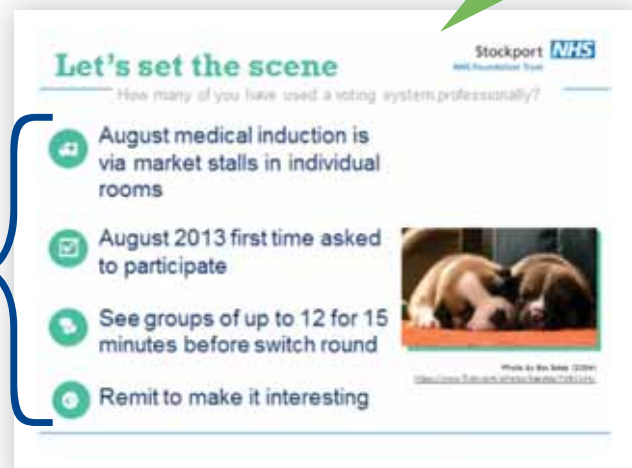 Let's set the scene
Stockport NHS
NHS Foundation Trust
How many of you have used a voting system professionally?
August medical induction is
via market stalls in individual
rooms
August 2013 first time asked
to participate
See groups of up to 12 for 15
minutes before switch round
Remit to make it interesting
Photo by